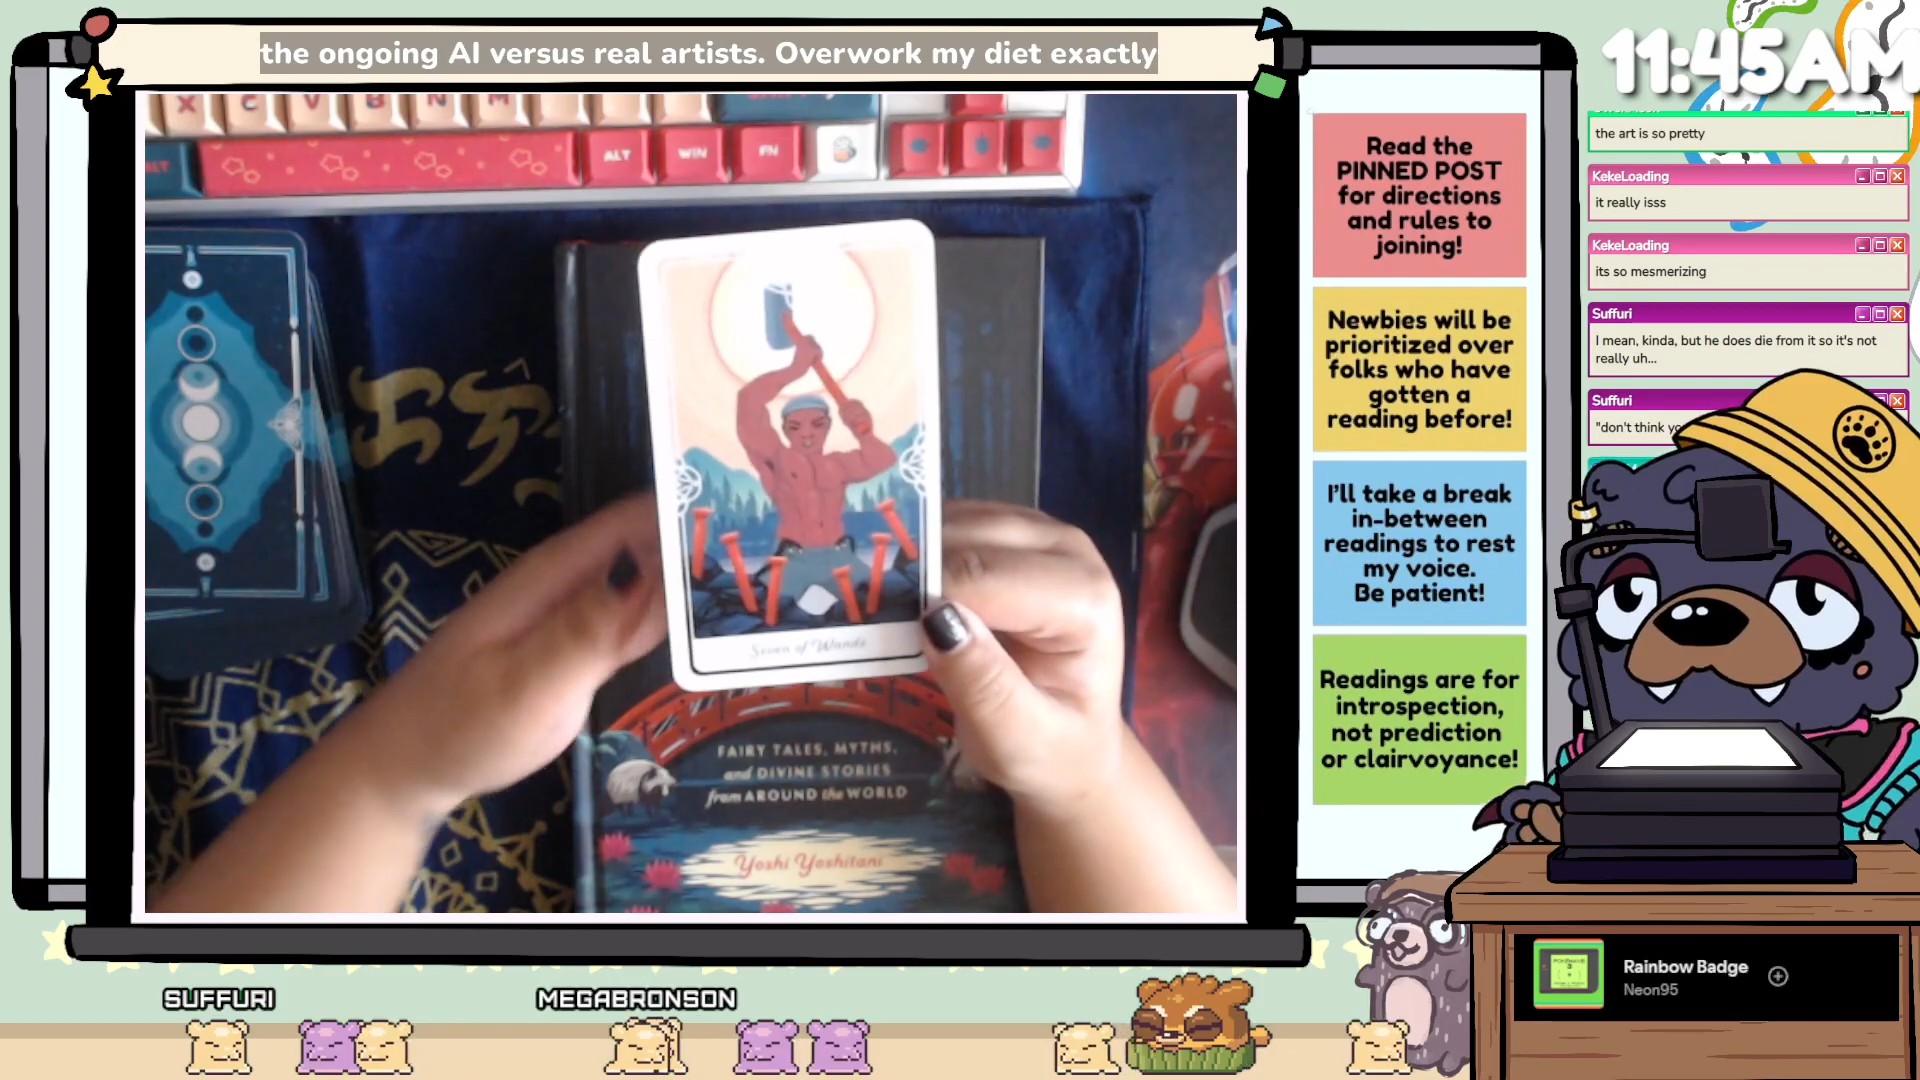 the ongoing AI versus real artists. Overwork my diet exactly
11:45AM
X C V B N M
ALT
ALT WIN FN
Seven of Wands
FAIRY TALES, MYTHS,
and DIVINE STORIES
from AROUND the WORLD
Yoshi Yoshitani
Read the
PINNED POST
for directions
and rules to
joining!
Newbies will be
prioritized over
folks who have
gotten a
reading before!
I'll take a break
in-between
readings to rest
my voice.
Be patient!
Readings are for
introspection,
not prediction
or clairvoyance!
the art is so pretty
KekeLoading
it really isss
KekeLoading
its so mesmerizing
Suffuri
I mean, kinda, but he does die from it so it's not
really uh...
Suffuri
"don't think
SUFFURI
MEGABRONSON
Rainbow Badge
Neon95